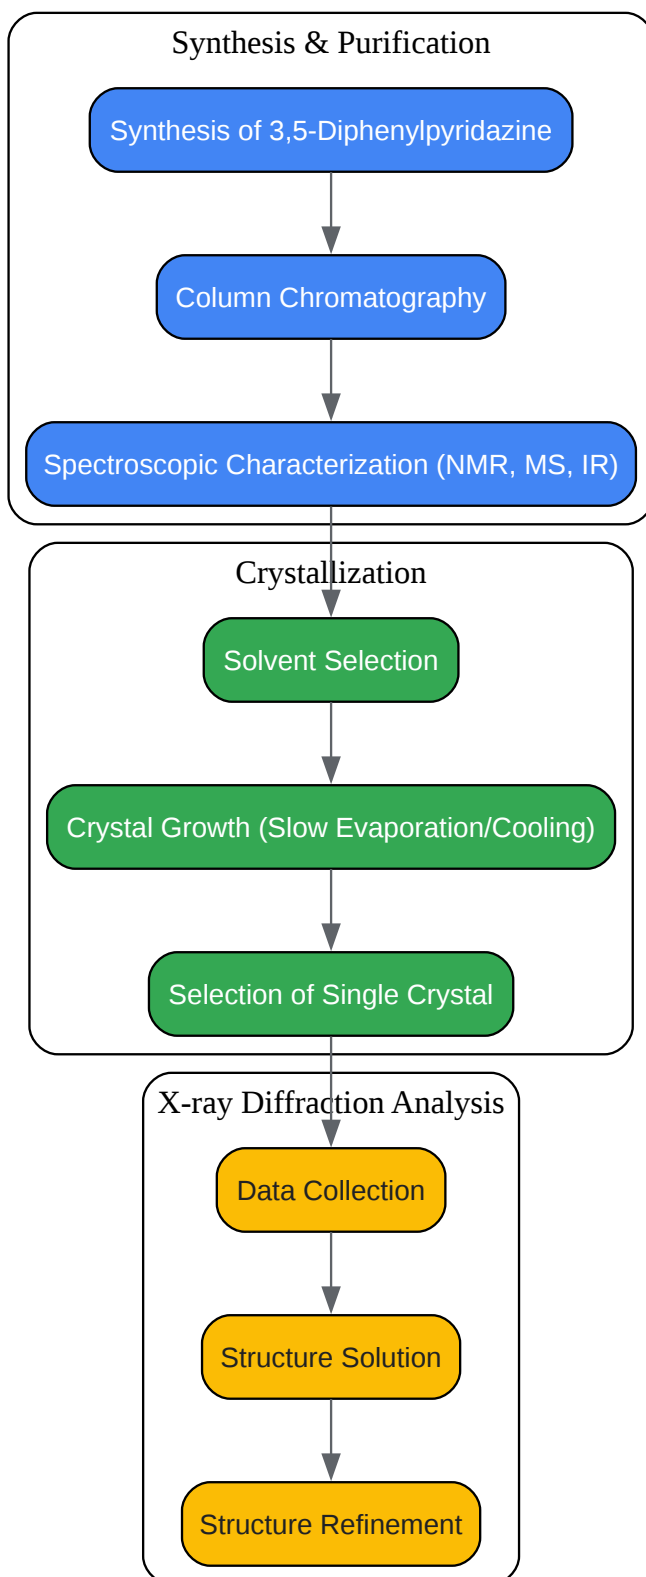 Synthesis & Purification
Synthesis of 3,5-Diphenylpyridazine
Column Chromatography
Spectroscopic Characterization (NMR, MS, IR)
Crystallization
Solvent Selection
Crystal Growth (Slow Evaporation/Cooling)
Selection of Single Crystal
X-ray Diffraction Analysis
Data Collection
Structure Solution
Structure Refinement